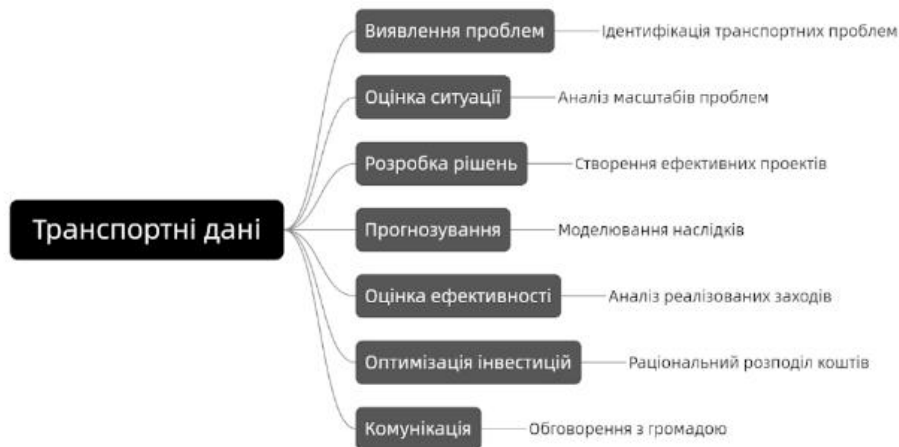 Транспортні дані
Виявлення проблем
Ідентифікація транспортних проблем
Оцінка ситуації
Аналіз масштабів проблем
Розробка рішень
Створення ефективних проектів
Прогнозування
Моделювання наслідків
Оцінка ефективності
Аналіз реалізованих заходів
Оптимізація інвестицій
Раціональний розподіл коштів
Комунікація
Обговорення з громадою